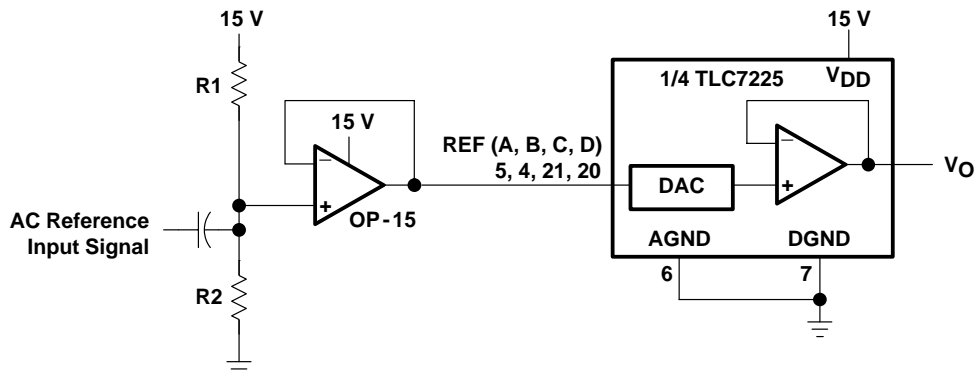 15 V
15 V
R1
1/4 TLC7225
VDD
15 V
REF (A, B, C, D)
5, 4, 21, 20
−
+
OP-15
DAC
−
+
VO
AC Reference
Input Signal
AGND
DGND
6
7
R2